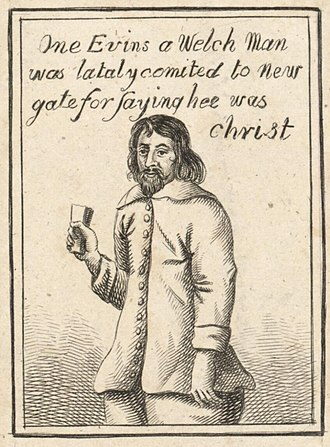 One Evins a Welch Man
was lataly comited to New
gate for saying hee was
Christ